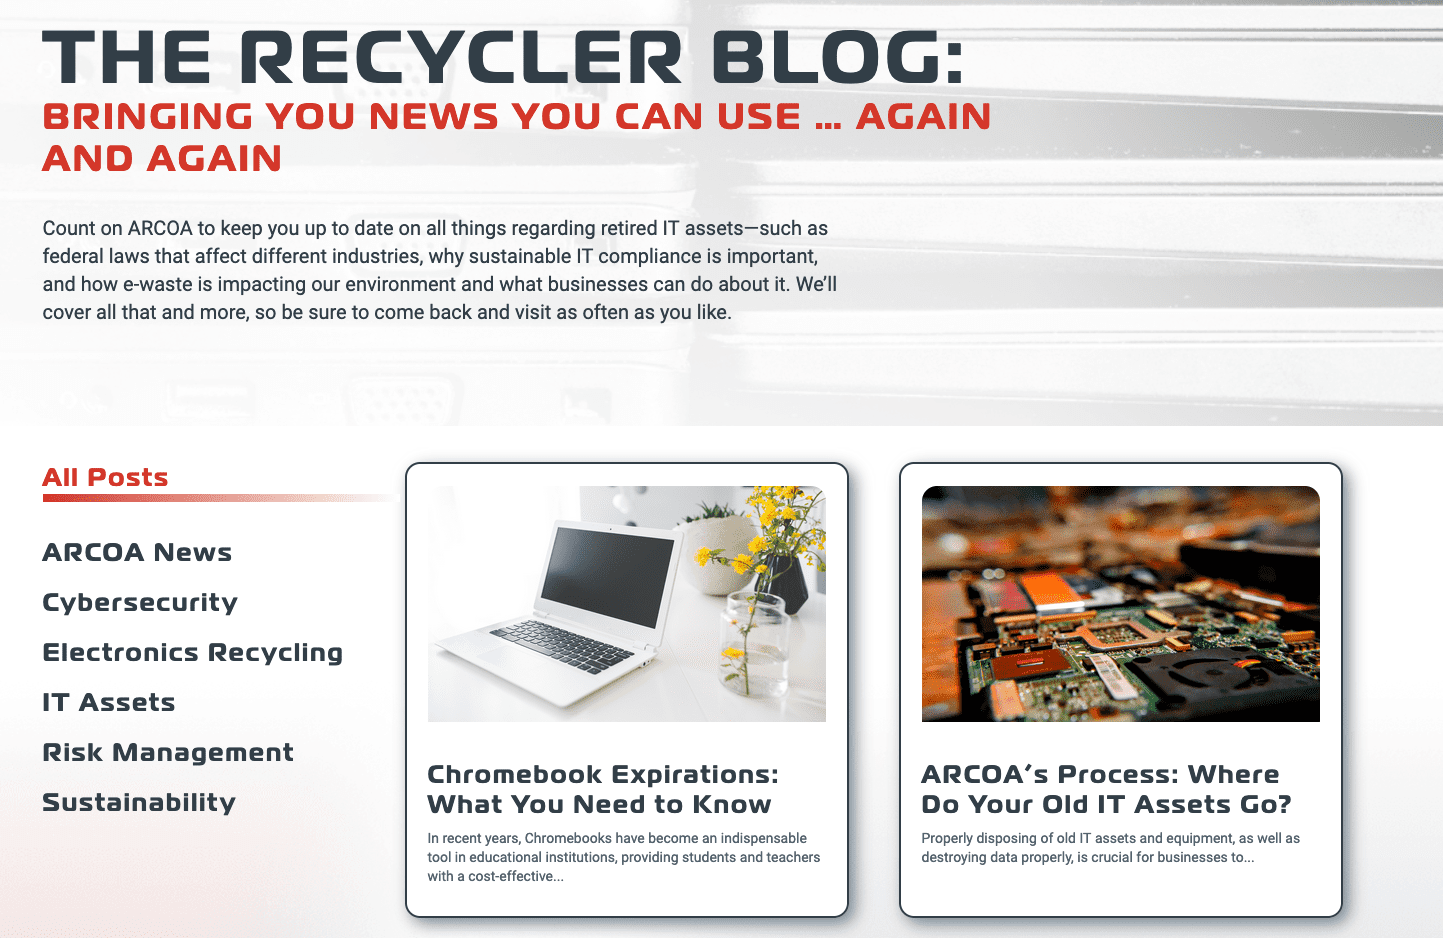 THE RECYCLER BLOG:
BRINGING YOU NEWS YOU CAN USE ... AGAIN
AND AGAIN
Count on ARCOA to keep you up to date on all things regarding retired IT assets—such as
federal laws that affect different industries, why sustainable IT compliance is important,
and how e-waste is impacting our environment and what businesses can do about it. We’ll
cover all that and more, so be sure to come back and visit as often as you like.
All Posts
ARCOA News
Cybersecurity
Electronics Recycling
IT Assets
Risk Management
Sustainability
Chromebook Expirations:
What You Need to Know
In recent years, Chromebooks have become an indispensable
tool in educational institutions, providing students and teachers
with a cost-effective...
ARCOA’s Process: Where
Do Your Old IT Assets Go?
Properly disposing of old IT assets and equipment, as well as
destroying data properly, is crucial for businesses to...